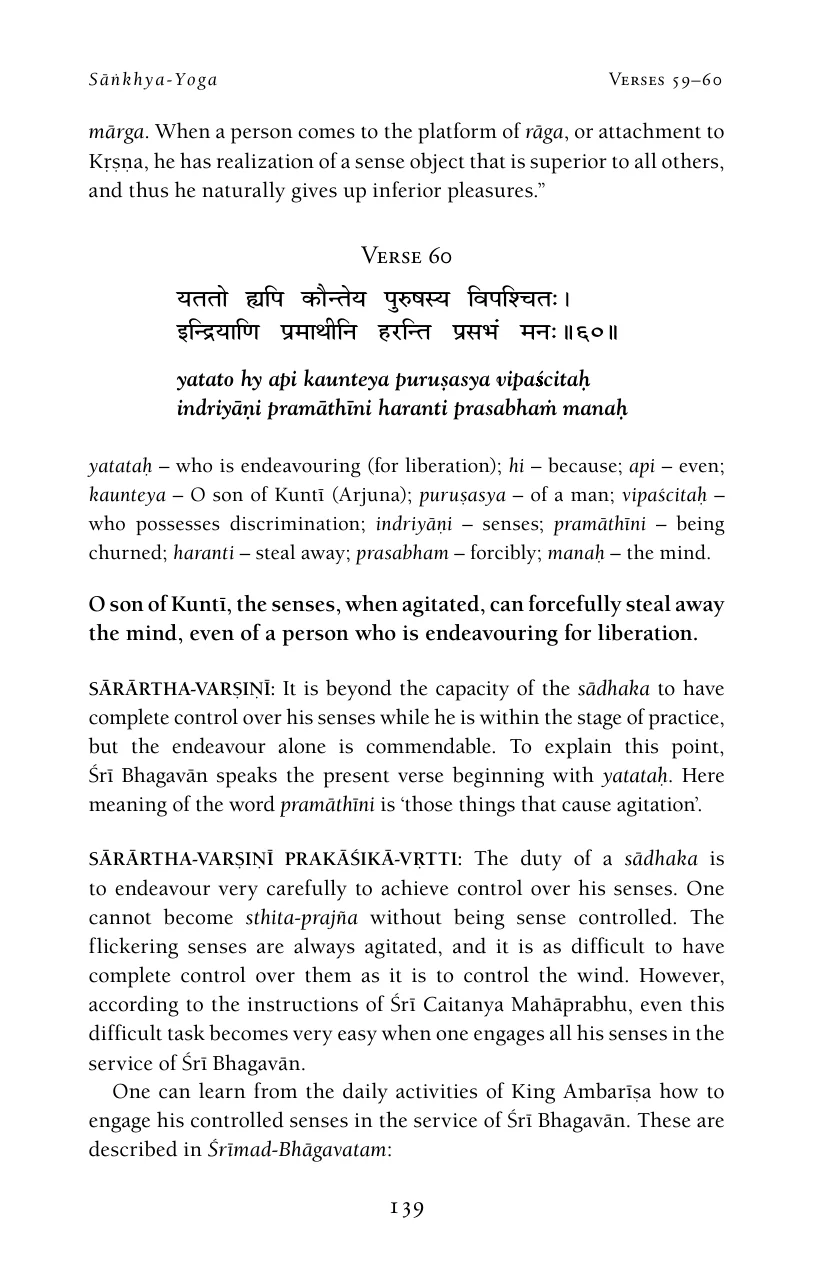 Sāṅkhya-Yoga Verses 59–60
mārga. When a person comes to the platform of rāga, or attachment to
Kṛṣṇa, he has realization of a sense object that is superior to all others,
and thus he naturally gives up inferior pleasures.”
Verse 60
यततो ह्यपि कौन्तेय पुरुषस्य विपश्चितः।
इन्द्रियाणि प्रमाथीनि हरन्ति प्रसभं मनः॥६०॥
yatato hy api kaunteya puruṣasya vipaścitaḥ
indriyāṇi pramāthīni haranti prasabhaṁ manaḥ
yatataḥ – who is endeavouring (for liberation); hi – because; api – even;
kaunteya – O son of Kuntī (Arjuna); puruṣasya – of a man; vipaścitaḥ –
who possesses discrimination; indriyāṇi – senses; pramāthīni – being
churned; haranti – steal away; prasabham – forcibly; manaḥ – the mind.
O son of Kuntī, the senses, when agitated, can forcefully steal away
the mind, even of a person who is endeavouring for liberation.
SĀRĀRTHA-VARṢIṆĪ: It is beyond the capacity of the sādhaka to have
complete control over his senses while he is within the stage of practice,
but the endeavour alone is commendable. To explain this point,
Śrī Bhagavān speaks the present verse beginning with yatataḥ. Here
meaning of the word pramāthīni is ‘those things that cause agitation’.
SĀRĀRTHA-VARṢIṆĪ PRAKĀŚIKĀ-VṚTTI: The duty of a sādhaka is
to endeavour very carefully to achieve control over his senses. One
cannot become sthita-prajña without being sense controlled. The
flickering senses are always agitated, and it is as difficult to have
complete control over them as it is to control the wind. However,
according to the instructions of Śrī Caitanya Mahāprabhu, even this
difficult task becomes very easy when one engages all his senses in the
service of Śrī Bhagavān.
One can learn from the daily activities of King Ambarīṣa how to
engage his controlled senses in the service of Śrī Bhagavān. These are
described in Śrīmad-Bhāgavatam:
139